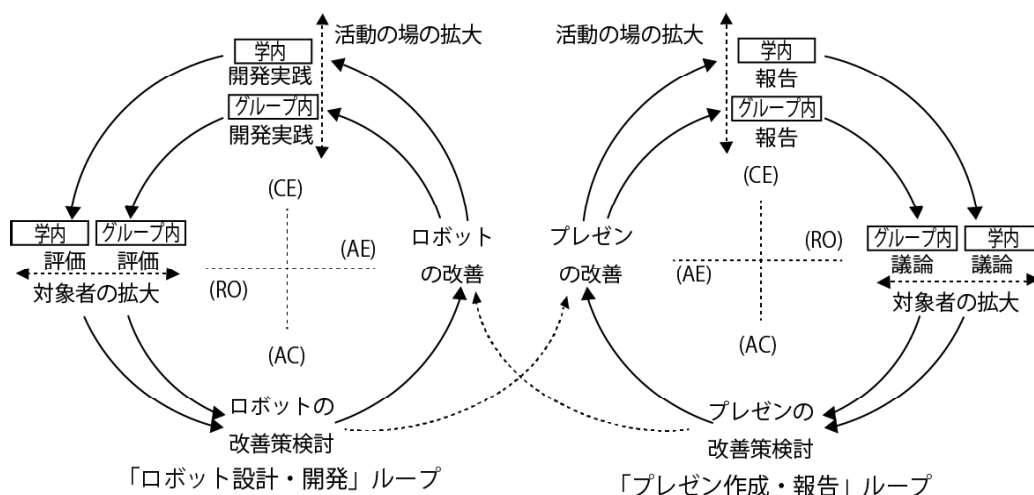 学内
開発実践
グループ内
開発実践
活動の場の拡大
(CE)
学内
評価
グループ内
評価
対象者の拡大
(RO)
(AE)
ロボット
の改善
(AC)
ロボットの
改善策検討
「ロボット設計・開発」ループ
活動の場の拡大
学内
報告
グループ内
報告
(CE)
プレゼン
の改善
(AE)
(RO)
グループ内
議論
学内
議論
対象者の拡大
(AC)
プレゼンの
改善策検討
「プレゼン作成・報告」ループ